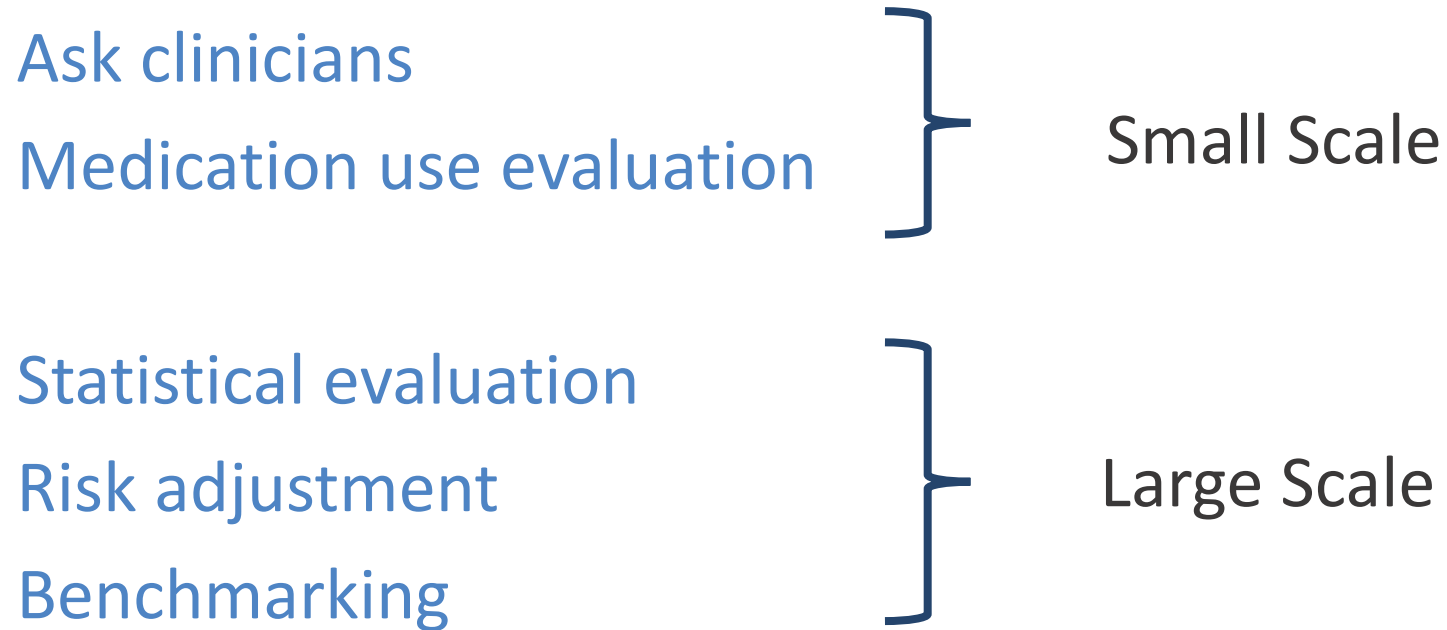 Ask clinicians
Medication use evaluation
Small Scale
Statistical evaluation
Risk adjustment
Benchmarking
Large Scale